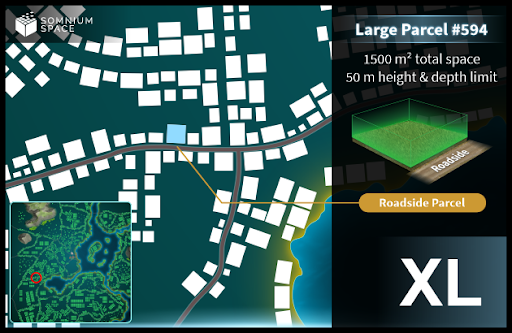 SOMNIUM
SPACE
Large Parcel #594
1500 m² total space
50 m height & depth limit
Roadside
Roadside Parcel
XL